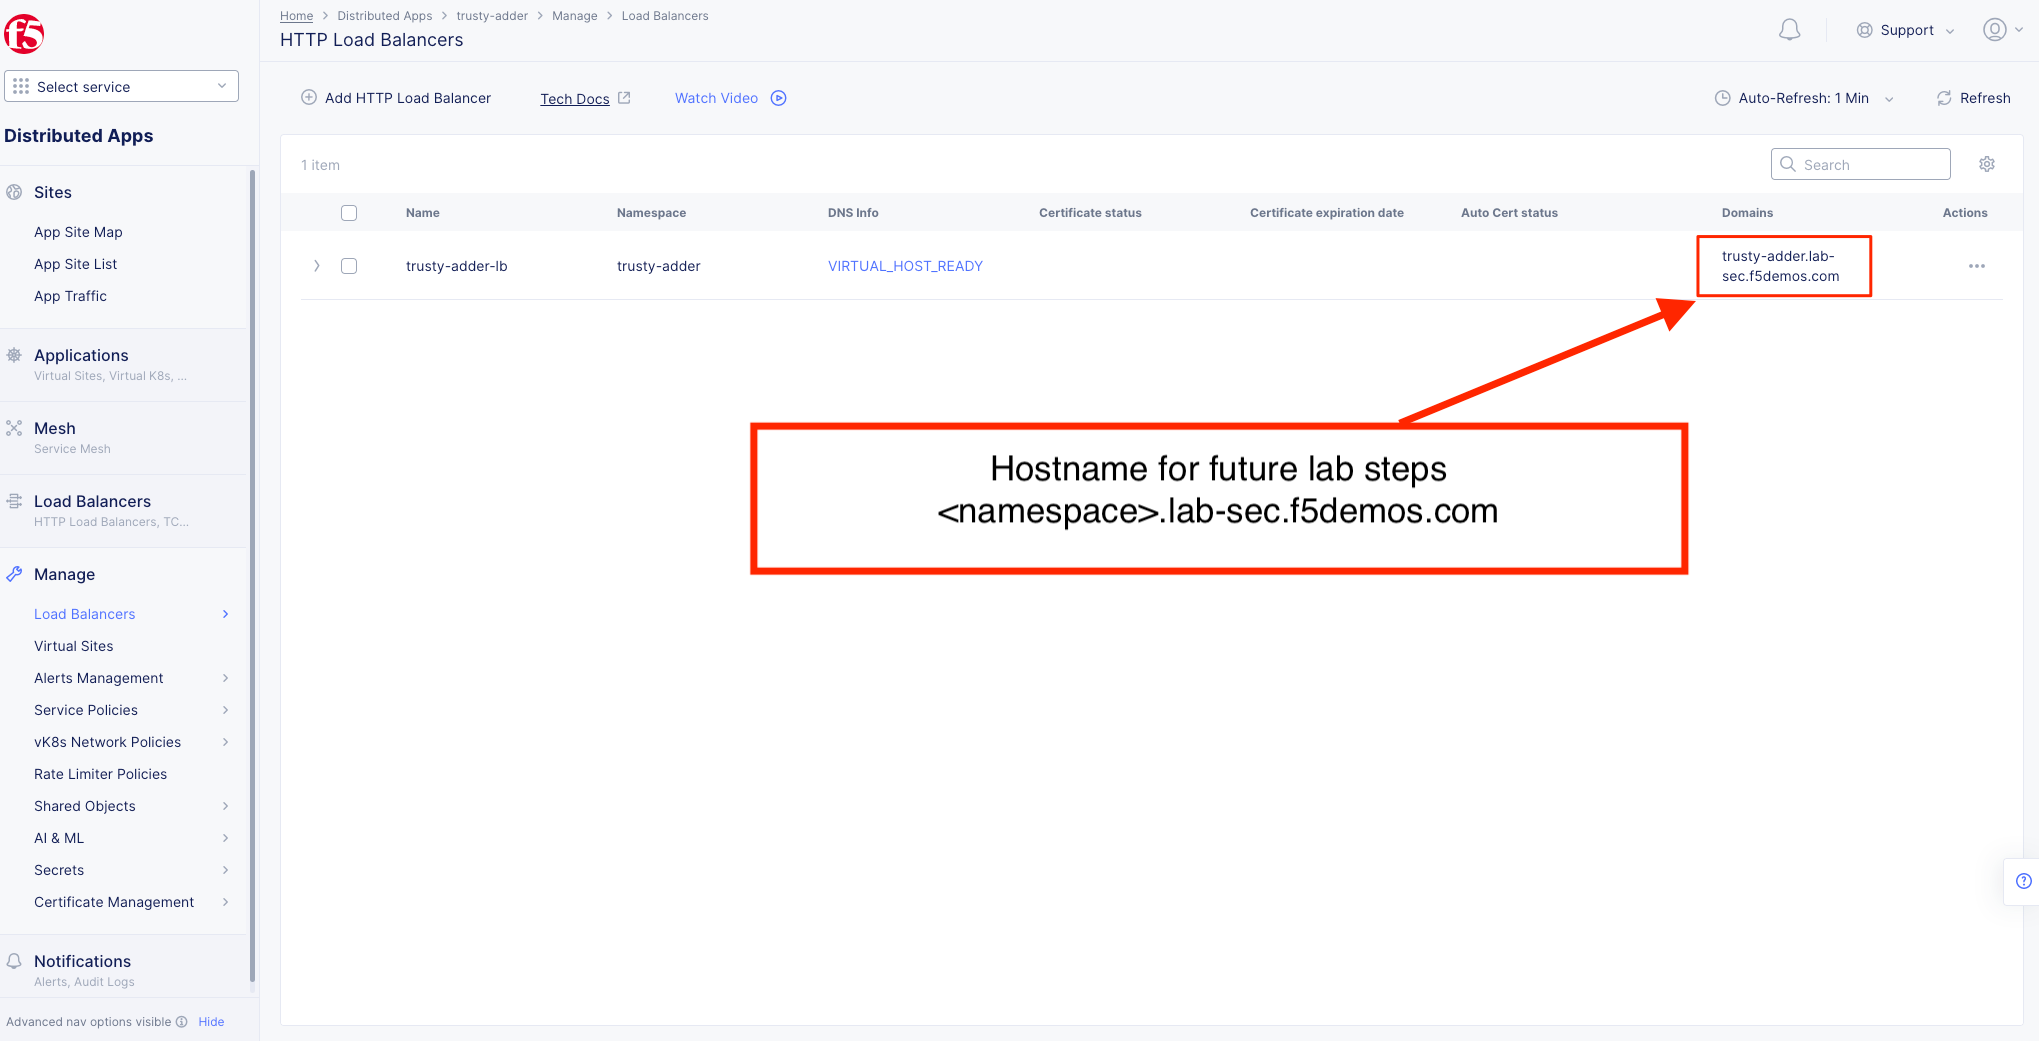 f5
Home > Distributed Apps > trusty-adder > Manage > Load Balancers
HTTP Load Balancers
Support
Select service
Distributed Apps
Sites
App Site Map
App Site List
App Traffic
Applications
Virtual Sites, Virtual K8s, ...
Mesh
Service Mesh
Load Balancers
HTTP Load Balancers, TC...
Manage
Load Balancers
Virtual Sites
Alerts Management
Service Policies
vK8s Network Policies
Rate Limiter Policies
Shared Objects
AI & ML
Secrets
Certificate Management
Notifications
Alerts, Audit Logs
Advanced nav options visible Hide
Add HTTP Load Balancer Tech Docs Watch Video Auto-Refresh: 1 Min Refresh
1 item Search
Name Namespace DNS Info Certificate status Certificate expiration date Auto Cert status Domains Actions
trusty-adder-lb trusty-adder VIRTUAL_HOST_READY trusty-adder.lab-
sec.f5demos.com
Hostname for future lab steps
<namespace>.lab-sec.f5demos.com